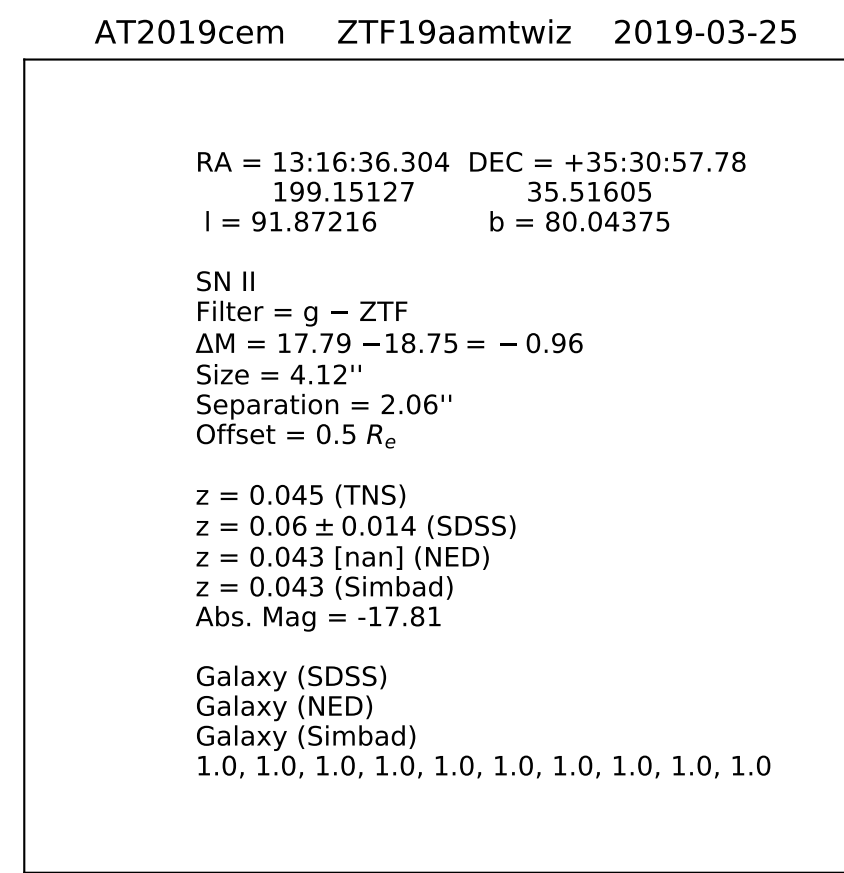 AT2019cem ZTF19aamtwiz 2019-03-25
RA = 13:16:36.304 DEC = +35:30:57.78
199.15127 35.51605
l = 91.87216 b = 80.04375
SN II
Filter = g − ZTF
ΔM = 17.79 −18.75 = − 0.96
Size = 4.12''
Separation = 2.06''
Offset = 0.5 Rₑ
z = 0.045 (TNS)
z = 0.06 ± 0.014 (SDSS)
z = 0.043 [nan] (NED)
z = 0.043 (Simbad)
Abs. Mag = -17.81
Galaxy (SDSS)
Galaxy (NED)
Galaxy (Simbad)
1.0, 1.0, 1.0, 1.0, 1.0, 1.0, 1.0, 1.0, 1.0, 1.0